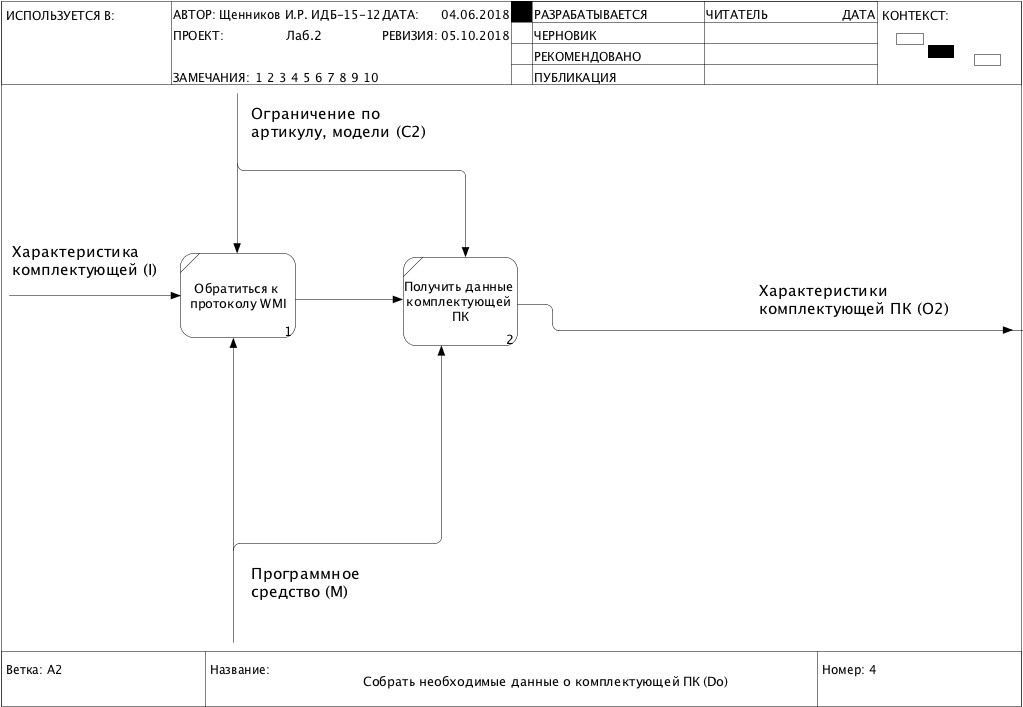 ИСПОЛЬЗУЕТСЯ В:
АВТОР: Щенников И.Р. ИДБ-15-12 ДАТА: 04.06.2018
ПРОЕКТ: Лаб.2 РЕВИЗИЯ: 05.10.2018
ЗАМЕЧАНИЯ: 1 2 3 4 5 6 7 8 9 10
РАЗРАБАТЫВАЕТСЯ
ЧЕРНОВИК
РЕКОМЕНДОВАНО
ПУБЛИКАЦИЯ
ЧИТАТЕЛЬ ДАТА
КОНТЕКСТ:
Ограничение по
артикулу, модели (C2)
Характеристика
комплектующей (I)
Обратиться к
протоколу WMI
1
Получить данные
комплектующей
ПК
2
Характеристики
комплектующей ПК (O2)
Программное
средство (M)
Ветка: A2
Название:
Собрать необходимые данные о комплектующей ПК (Do)
Номер: 4